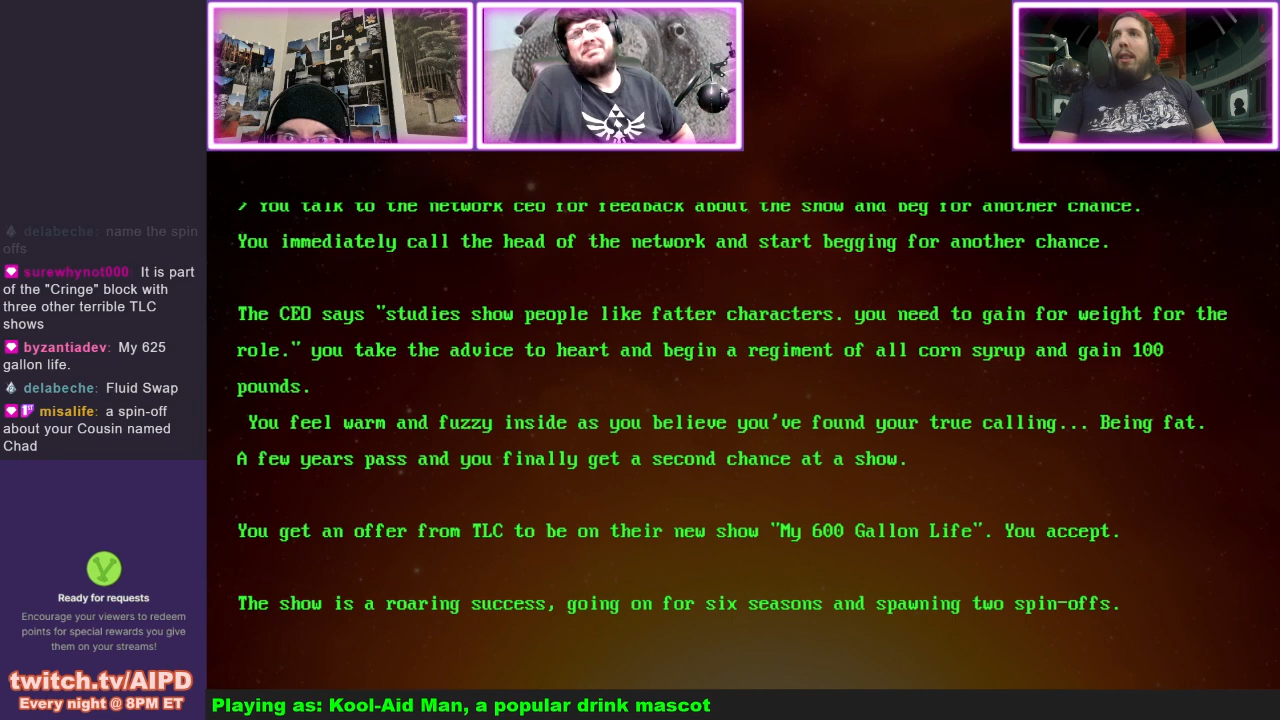 delabeche: name the spin
offs
surewhynot000: It is part
of the "Cringe" block with
three other terrible TLC
shows
byzantiadev: My 625
gallon life.
delabeche: Fluid Swap
misalife: a spin-off
about your Cousin named
Chad
Ready for requests
Encourage your viewers to redeem
points for special rewards you give
them on your streams!
twitch.tv/AIPD
Every night @ 8PM ET
> You talk to the network ceo for feedback about the show and beg for another chance.
You immediately call the head of the network and start begging for another chance.
The CEO says "studies show people like fatter characters. you need to gain for weight for the
role." you take the advice to heart and begin a regiment of all corn syrup and gain 100
pounds.
You feel warm and fuzzy inside as you believe you've found your true calling... Being fat.
A few years pass and you finally get a second chance at a show.
You get an offer from TLC to be on their new show "My 600 Gallon Life". You accept.
The show is a roaring success, going on for six seasons and spawning two spin-offs.
Playing as: Kool-Aid Man, a popular drink mascot